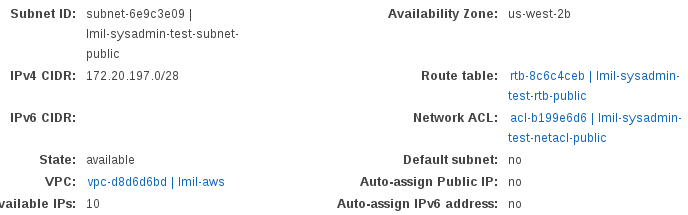 Subnet ID: subnet-6e9c3e09 |
lmil-sysadmin-test-subnet-
public
Availability Zone: us-west-2b
IPv4 CIDR: 172.20.197.0/28
Route table: rtb-8c6c4ceb | lmil-sysadmin-
test-rtb-public
IPv6 CIDR:
Network ACL: acl-b199e6d6 | lmil-sysadmin-
test-netacl-public
State: available
Default subnet: no
VPC: vpc-d8d6d6bd | lmil-aws
Auto-assign Public IP: no
vailable IPs: 10
Auto-assign IPv6 address: no